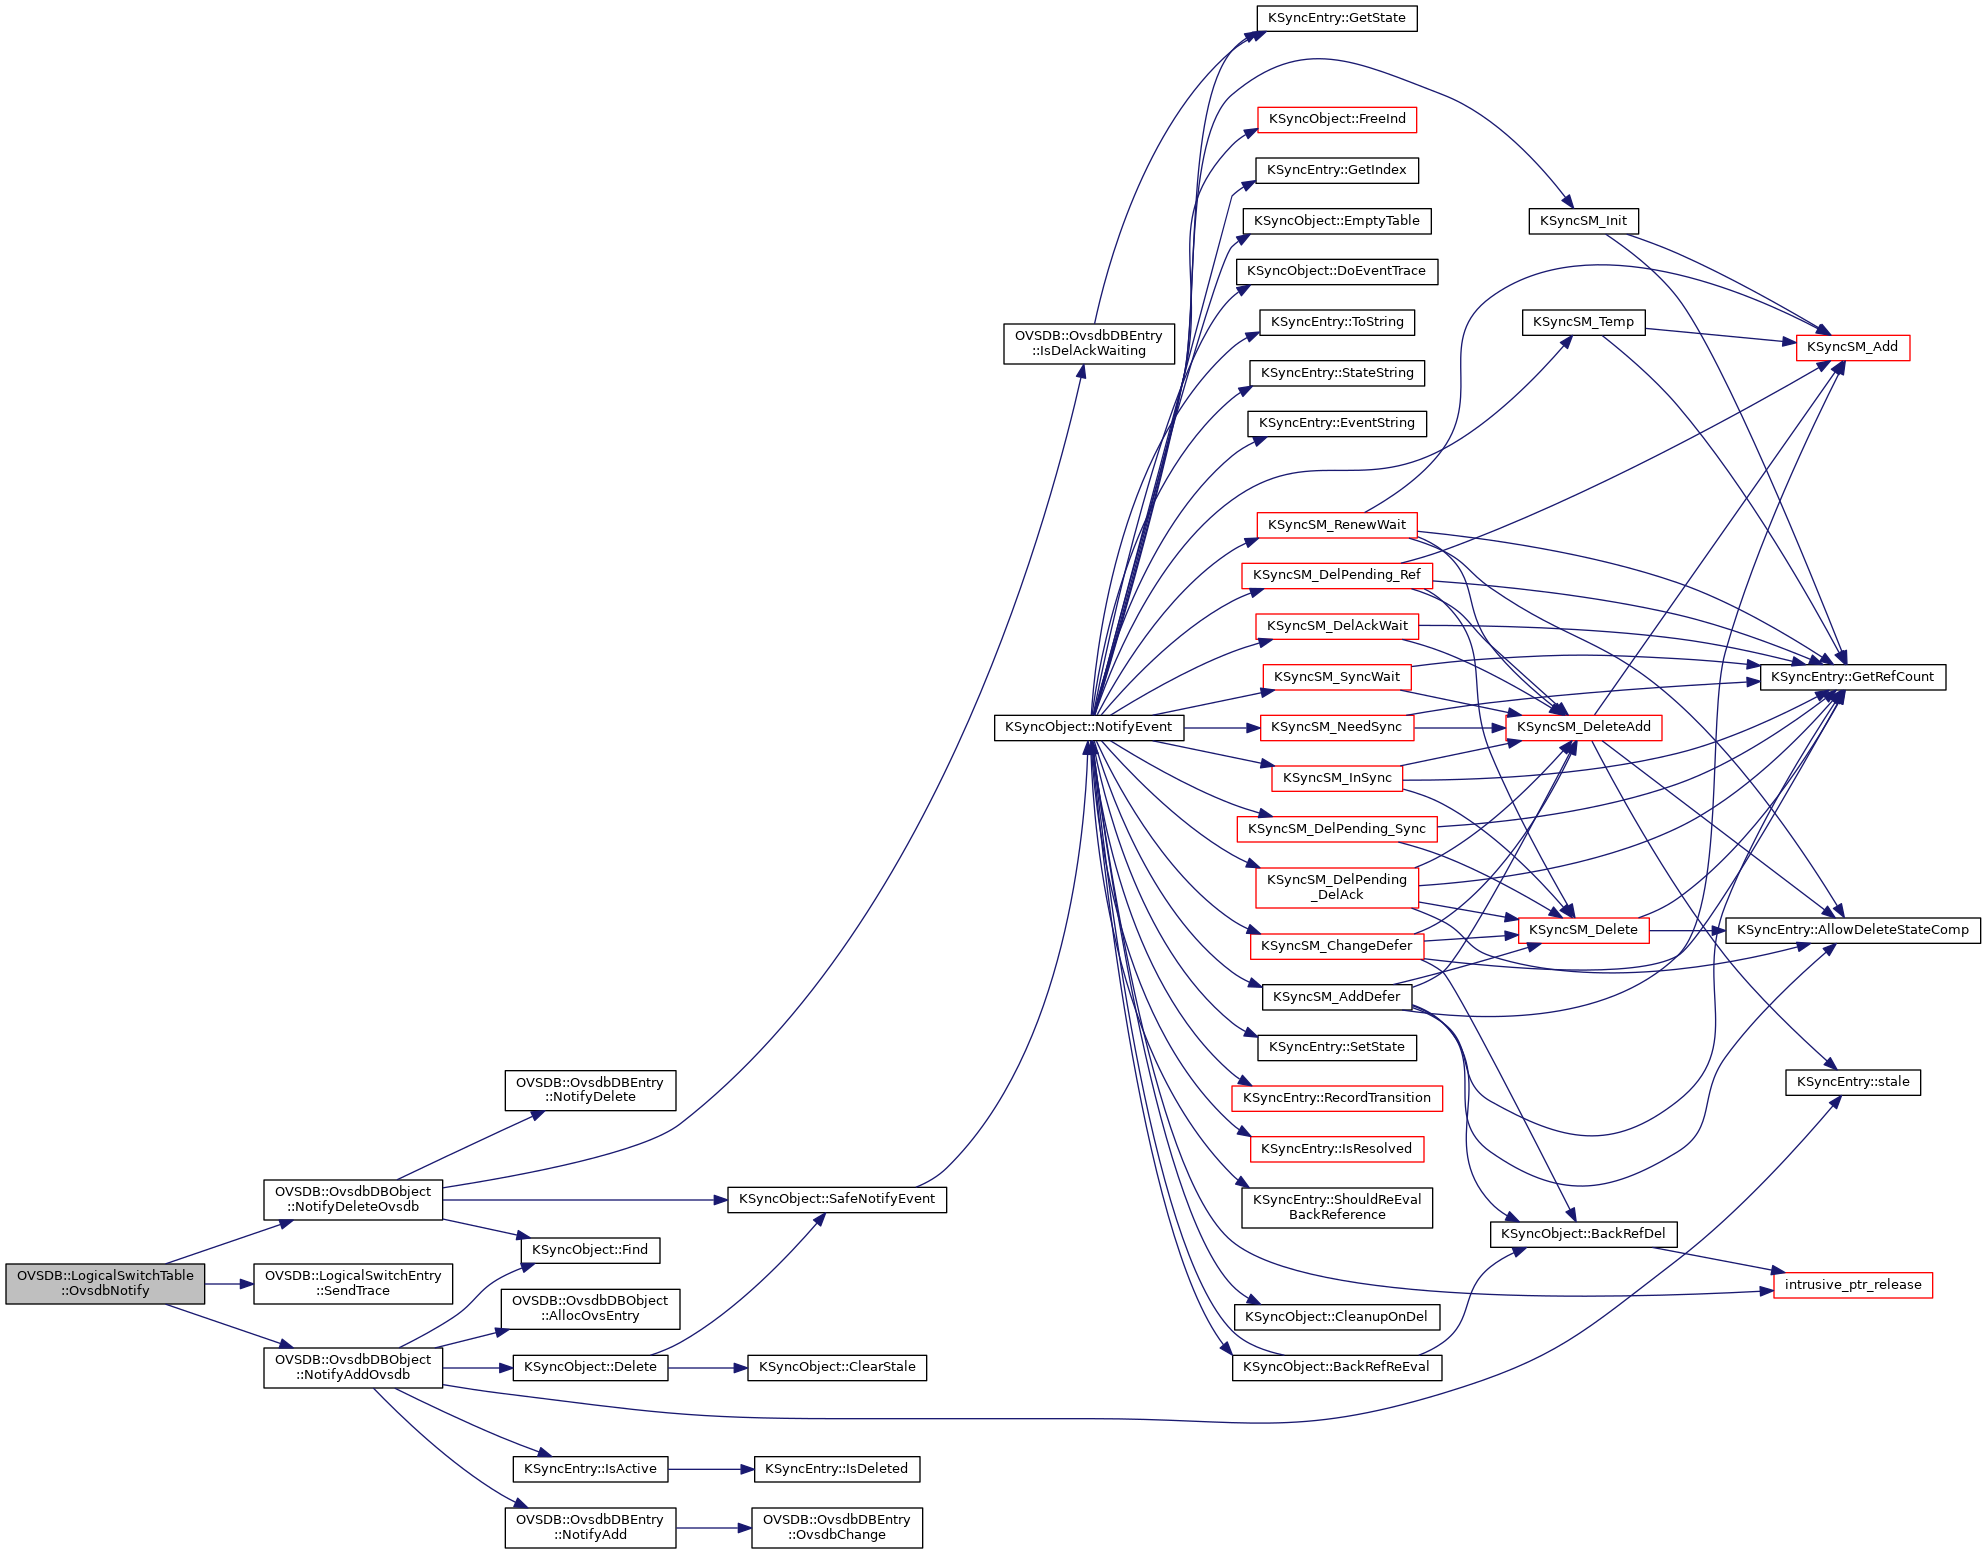 OVSDB::LogicalSwitchTable
::OvsdbNotify
OVSDB::OvsdbDBObject
::NotifyDeleteOvsdb
OVSDB::LogicalSwitchEntry
::SendTrace
OVSDB::OvsdbDBObject
::NotifyAddOvsdb
OVSDB::OvsdbDBEntry
::NotifyDelete
KSyncObject::Find
OVSDB::OvsdbDBObject
::AllocOvsEntry
KSyncObject::Delete
KSyncEntry::IsActive
OVSDB::OvsdbDBEntry
::NotifyAdd
KSyncObject::SafeNotifyEvent
KSyncObject::ClearStale
KSyncEntry::IsDeleted
OVSDB::OvsdbDBEntry
::OvsdbChange
OVSDB::OvsdbDBEntry
::IsDelAckWaiting
KSyncObject::NotifyEvent
KSyncEntry::GetState
KSyncObject::FreeInd
KSyncEntry::GetIndex
KSyncObject::EmptyTable
KSyncObject::DoEventTrace
KSyncEntry::ToString
KSyncEntry::StateString
KSyncEntry::EventString
KSyncSM_RenewWait
KSyncSM_DelPending_Ref
KSyncSM_DelAckWait
KSyncSM_SyncWait
KSyncSM_NeedSync
KSyncSM_InSync
KSyncSM_DelPending_Sync
KSyncSM_DelPending
_DelAck
KSyncSM_ChangeDefer
KSyncSM_AddDefer
KSyncEntry::SetState
KSyncEntry::RecordTransition
KSyncEntry::IsResolved
KSyncEntry::ShouldReEval
BackReference
KSyncObject::CleanupOnDel
KSyncObject::BackRefReEval
KSyncSM_Init
KSyncSM_Temp
KSyncSM_DeleteAdd
KSyncSM_Delete
KSyncObject::BackRefDel
KSyncSM_Add
KSyncEntry::GetRefCount
KSyncEntry::AllowDeleteStateComp
KSyncEntry::stale
intrusive_ptr_release